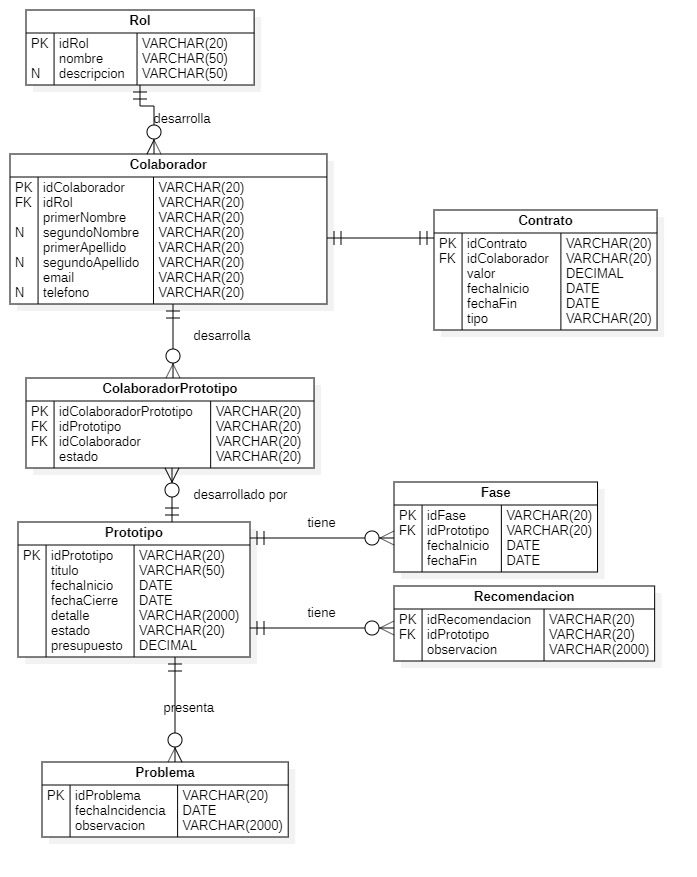 Rol
PK idRol VARCHAR(20)
nombre VARCHAR(50)
N descripcion VARCHAR(50)
desarrolla
Colaborador
PK idColaborador VARCHAR(20)
FK idRol VARCHAR(20)
primerNombre VARCHAR(20)
N segundoNombre VARCHAR(20)
primerApellido VARCHAR(20)
N segundoApellido VARCHAR(20)
email VARCHAR(20)
N telefono VARCHAR(20)
Contrato
PK idContrato VARCHAR(20)
FK idColaborador VARCHAR(20)
valor DECIMAL
fechaInicio DATE
fechaFin DATE
tipo VARCHAR(20)
desarrolla
ColaboradorPrototipo
PK idColaboradorPrototipo VARCHAR(20)
FK idPrototipo VARCHAR(20)
FK idColaborador VARCHAR(20)
estado VARCHAR(20)
desarrollado por
Prototipo
PK idPrototipo VARCHAR(20)
titulo VARCHAR(50)
fechaInicio DATE
fechaCierre DATE
detalle VARCHAR(2000)
estado VARCHAR(20)
presupuesto DECIMAL
tiene
Fase
PK idFase VARCHAR(20)
FK idPrototipo VARCHAR(20)
fechaInicio DATE
fechaFin DATE
tiene
Recomendacion
PK idRecomendacion VARCHAR(20)
FK idPrototipo VARCHAR(20)
observacion VARCHAR(2000)
presenta
Problema
PK idProblema VARCHAR(20)
fechaIncidencia DATE
observacion VARCHAR(2000)